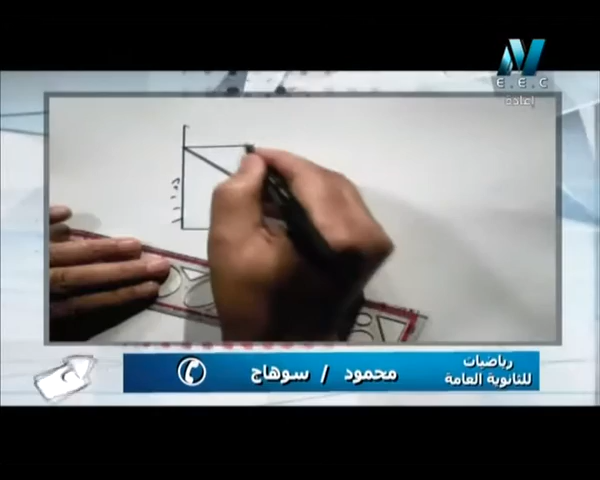 E.E.C
إعادة
رياضيات
للثانوية العامة
محمود / سوهاج